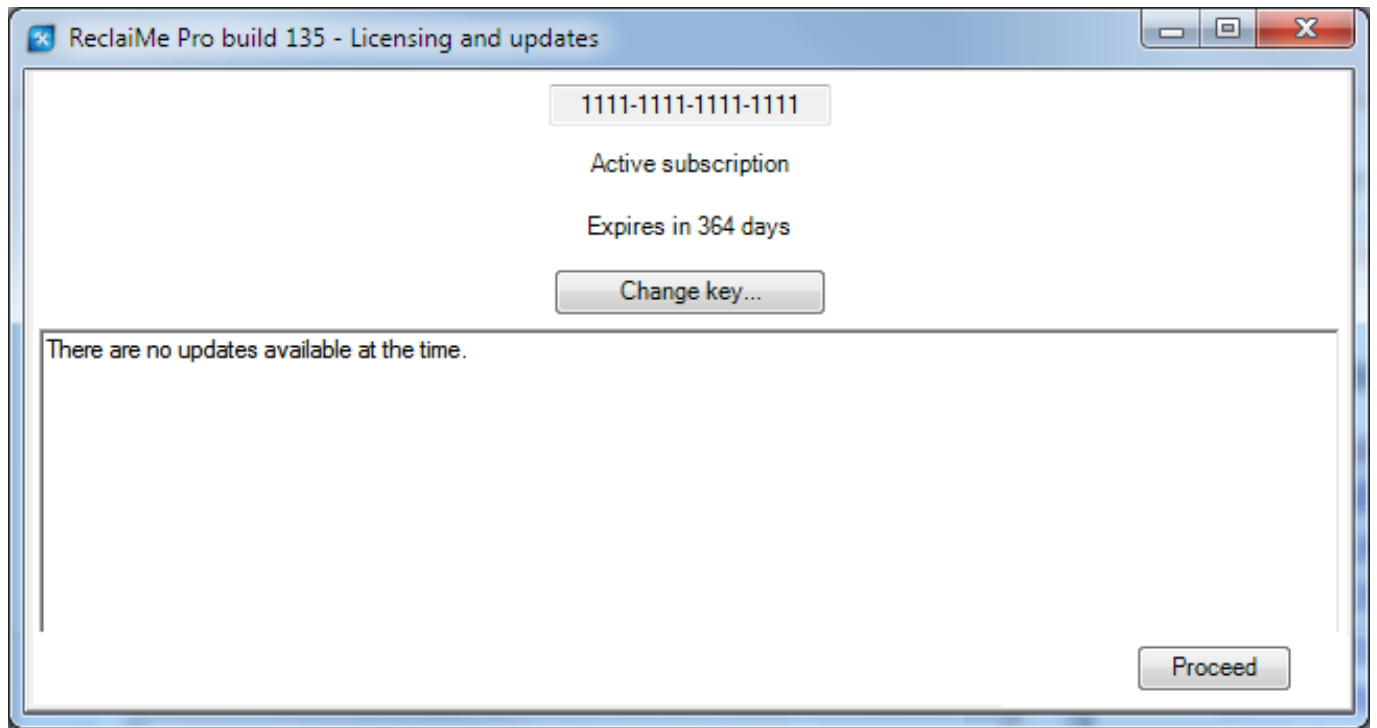 ReclaiMe Pro build 135 - Licensing and updates
1111-1111-1111-1111
Active subscription
Expires in 364 days
Change key...
There are no updates available at the time.
Proceed